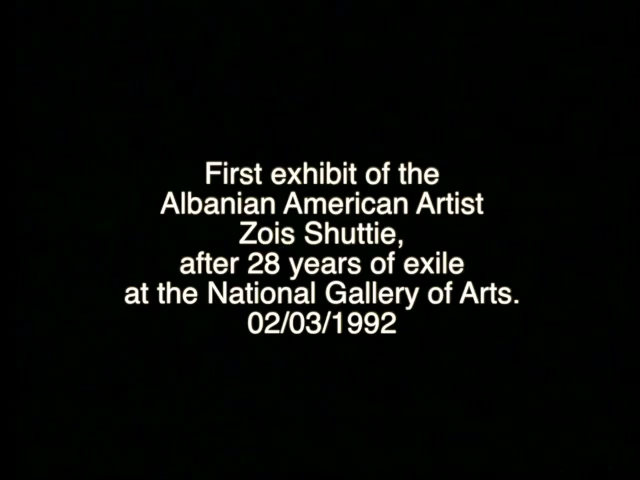 First exhibit of the
Albanian American Artist
Zois Shuttie,
after 28 years of exile
at the National Gallery of Arts.
02/03/1992